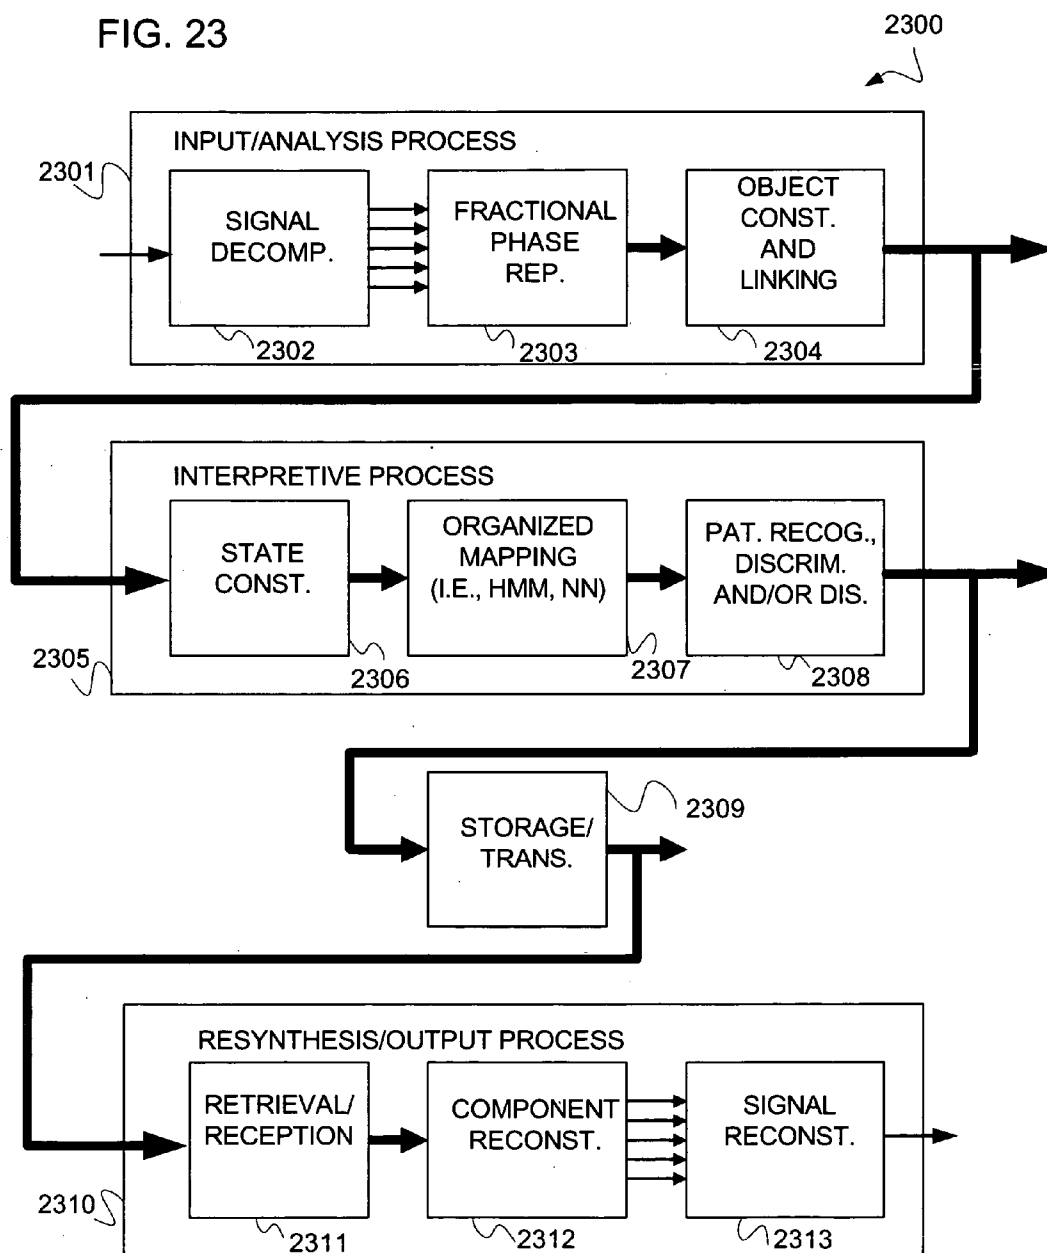 FIG. 23
2300
INPUT/ANALYSIS PROCESS
2301
SIGNAL
DECOMP.
2302
FRACTIONAL
PHASE
REP.
2303
OBJECT
CONST.
AND
LINKING
2304
INTERPRETIVE PROCESS
STATE
CONST.
2305
2306
ORGANIZED
MAPPING
(I.E., HMM, NN)
2307
PAT. RECOG.,
DISCRIM.
AND/OR DIS.
2308
STORAGE/
TRANS.
2309
RESYNTHESIS/OUTPUT PROCESS
RETRIEVAL/
RECEPTION
2310
2311
COMPONENT
RECONST.
2312
SIGNAL
RECONST.
2313